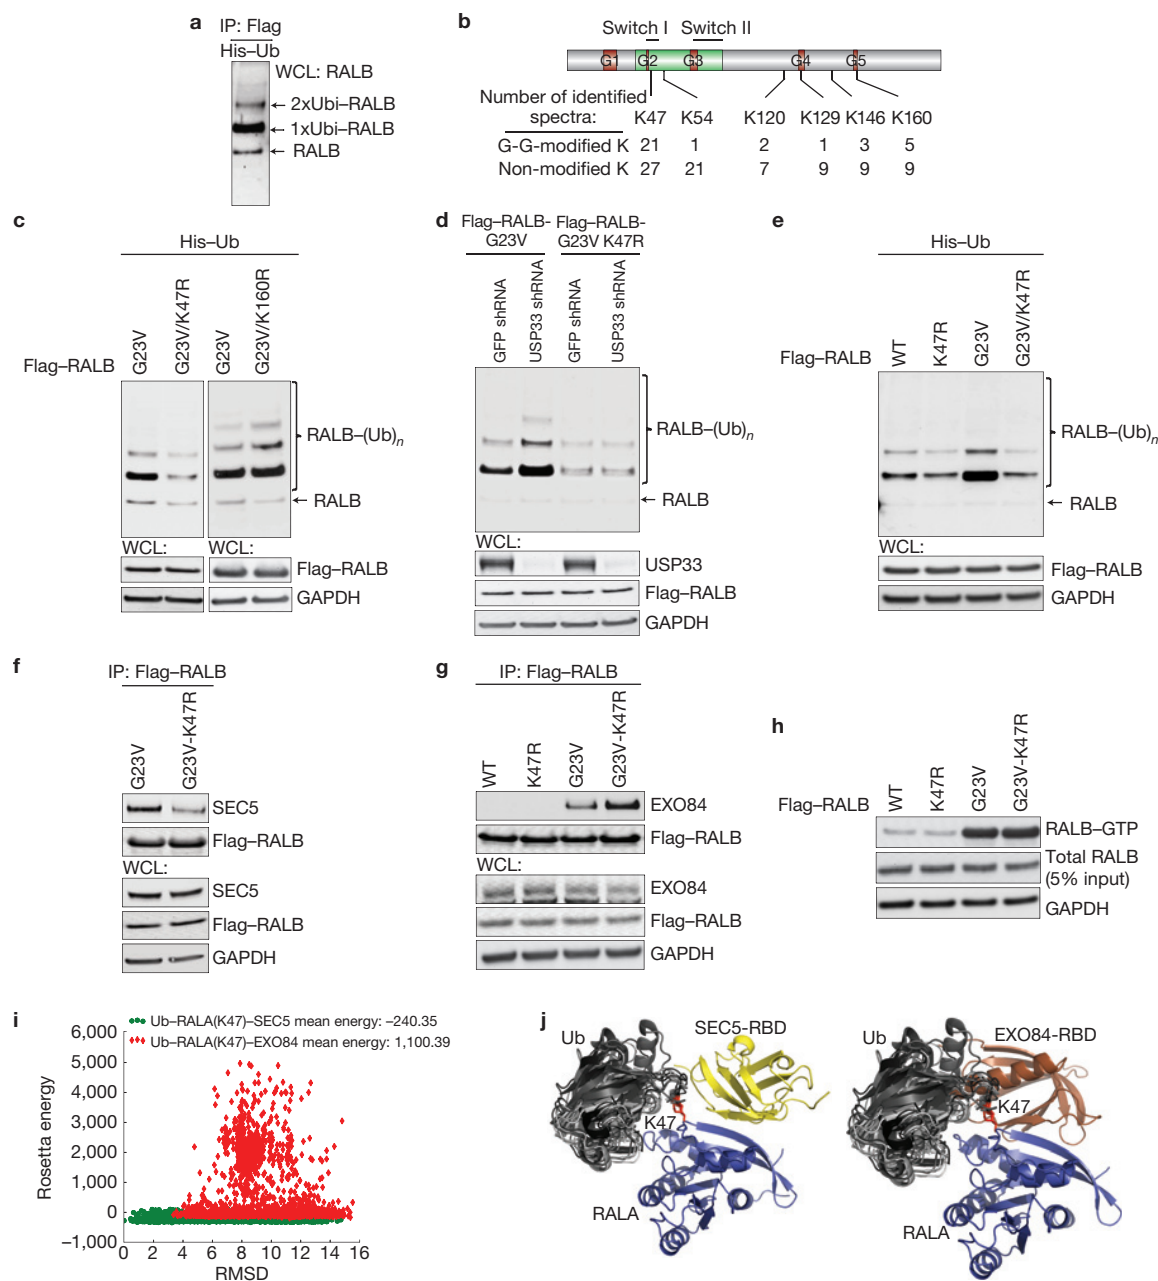 a
IP: Flag
His–Ub
WCL: RALB
2xUbi–RALB
1xUbi–RALB
RALB
b
Switch I Switch II
G1 G2 G3 G4 G5
Number of identified
spectra: K47 K54 K120 K129 K146 K160
G-G-modified K 21 1 2 1 3 5
Non-modified K 27 21 7 9 9 9
c
His–Ub
Flag–RALB G23V G23V/K47R G23V G23V/K160R
RALB–(Ub)n
RALB
WCL: WCL:
Flag–RALB
GAPDH
d
Flag–RALB-
G23V
Flag–RALB-
G23V K47R
GFP shRNA USP33 shRNA GFP shRNA USP33 shRNA
RALB–(Ub)n
RALB
WCL:
USP33
Flag–RALB
GAPDH
e
His–Ub
Flag–RALB WT K47R G23V G23V/K47R
RALB–(Ub)n
RALB
WCL:
Flag–RALB
GAPDH
f
IP: Flag–RALB
G23V G23V-K47R
SEC5
Flag–RALB
WCL:
SEC5
Flag–RALB
GAPDH
g
IP: Flag–RALB
WT K47R G23V G23V-K47R
EXO84
Flag–RALB
WCL:
EXO84
Flag–RALB
GAPDH
h
Flag–RALB WT K47R G23V G23V-K47R
RALB–GTP
Total RALB
(5% input)
GAPDH
i
Ub–RALA(K47)–SEC5 mean energy: –240.35
Ub–RALA(K47)–EXO84 mean energy: 1,100.39
Rosetta energy
6,000
5,000
4,000
3,000
2,000
1,000
0
–1,000
0 2 4 6 8 10 12 14 16
RMSD
j
Ub SEC5-RBD
K47
RALA
Ub EXO84-RBD
K47
RALA